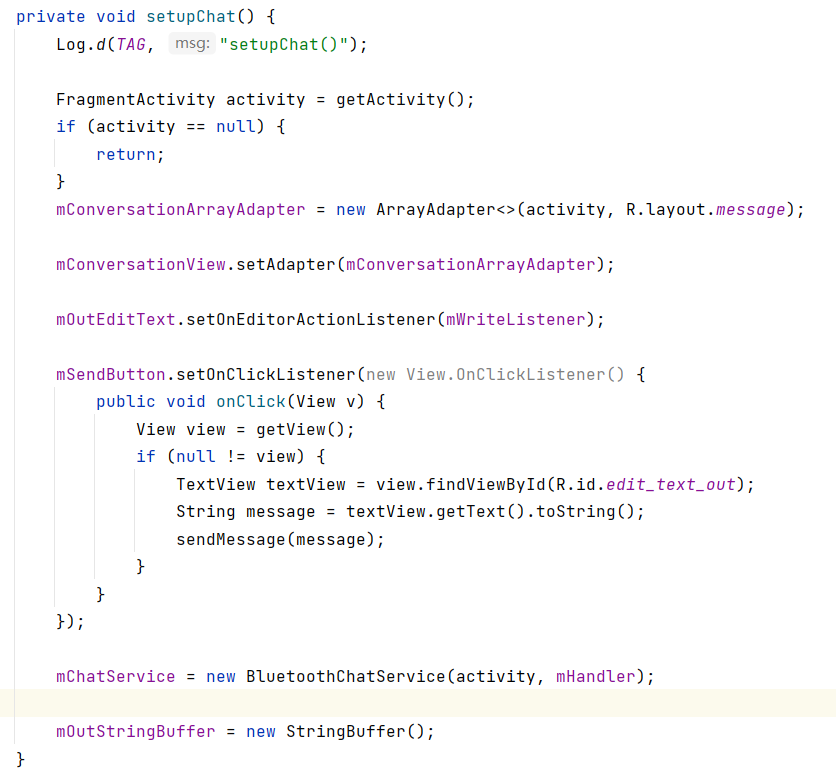 private void setupChat() {
    Log.d(TAG, msg: "setupChat()");

    FragmentActivity activity = getActivity();
    if (activity == null) {
        return;
    }
    mConversationArrayAdapter = new ArrayAdapter<>(activity, R.layout.message);

    mConversationView.setAdapter(mConversationArrayAdapter);

    mOutEditText.setOnEditorActionListener(mWriteListener);

    mSendButton.setOnClickListener(new View.OnClickListener() {
        public void onClick(View v) {
            View view = getView();
            if (null != view) {
                TextView textView = view.findViewById(R.id.edit_text_out);
                String message = textView.getText().toString();
                sendMessage(message);
            }
        }
    });

    mChatService = new BluetoothChatService(activity, mHandler);

    mOutStringBuffer = new StringBuffer();
}